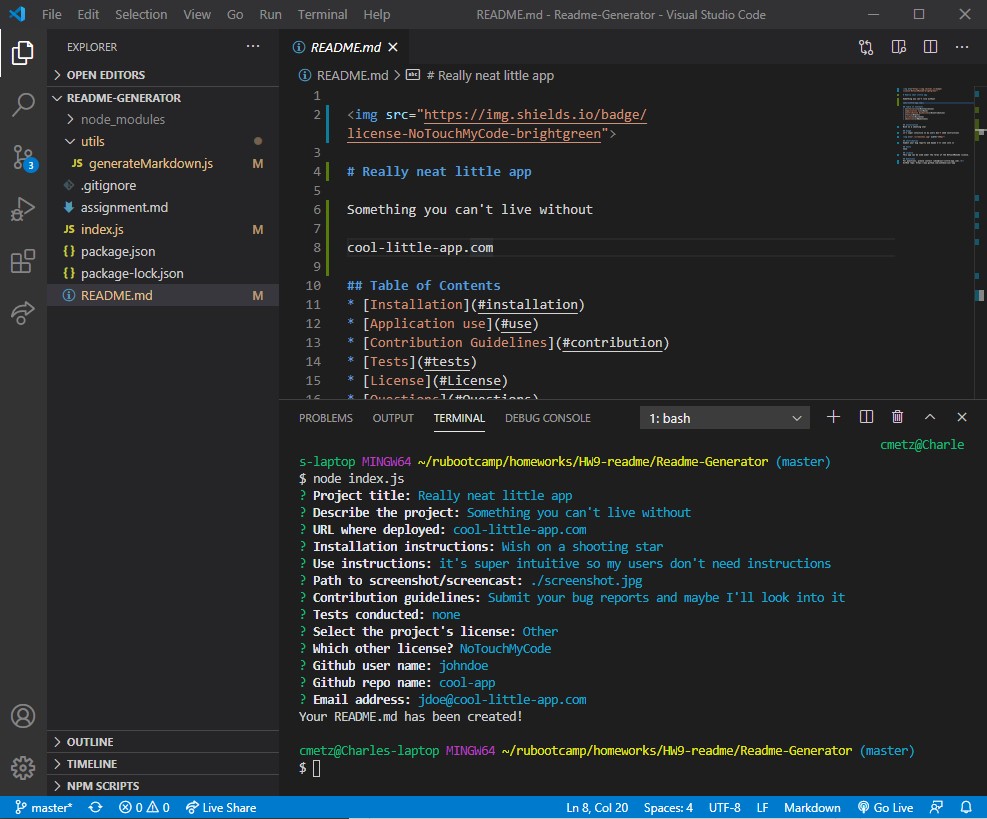 File Edit Selection View Go Run Terminal Help README.md - Readme-Generator - Visual Studio Code
EXPLORER
OPEN EDITORS
README-GENERATOR
node_modules
utils
JS generateMarkdown.js M
.gitignore
assignment.md
JS index.js M
{} package.json
{} package-lock.json
README.md M
OUTLINE
TIMELINE
NPM SCRIPTS
3
README.md
README.md > # Really neat little app
1
2 <img src="https://img.shields.io/badge/
license-NoTouchMyCode-brightgreen">
3
4 # Really neat little app
5
6 Something you can't live without
7
8 cool-little-app.com
9
10 ## Table of Contents
11 * [Installation](#installation)
12 * [Application use](#use)
13 * [Contribution Guidelines](#contribution)
14 * [Tests](#tests)
15 * [License](#License)
16 * [Questions](#Questions)
PROBLEMS OUTPUT TERMINAL DEBUG CONSOLE 1: bash
cmetz@Charle
s-laptop MINGW64 ~/rubootcamp/homeworks/HW9-readme/Readme-Generator (master)
$ node index.js
? Project title: Really neat little app
? Describe the project: Something you can't live without
? URL where deployed: cool-little-app.com
? Installation instructions: Wish on a shooting star
? Use instructions: it's super intuitive so my users don't need instructions
? Path to screenshot/screencast: ./screenshot.jpg
? Contribution guidelines: Submit your bug reports and maybe I'll look into it
? Tests conducted: none
? Select the project's license: Other
? Which other license? NoTouchMyCode
? Github user name: johndoe
? Github repo name: cool-app
? Email address: jdoe@cool-little-app.com
Your README.md has been created!
cmetz@Charles-laptop MINGW64 ~/rubootcamp/homeworks/HW9-readme/Readme-Generator (master)
$
master* 0 0 Live Share Ln 8, Col 20 Spaces: 4 UTF-8 LF Markdown Go Live